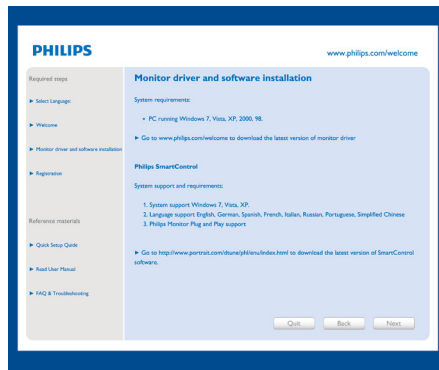 PHILIPS
www.philips.com/welcome
Required steps
► Select Language:
► Welcome
► Monitor driver and software installation
► Registration
Reference materials
► Quick Setup Quide
► Read User Manual
► FAQ & Troubleshooting
Monitor driver and software installation
System requirements:
• PC running Windows 7, Vista, XP, 2000, 98.
► Go to www.philips.com/welcome to download the latest version of monitor driver
Philips SmartControl
System support and requirements:
1. System support Windows 7, Vista, XP.
2. Language support English, German, Spanish, French, Italian, Russian, Portuguese, Simplified Chinese
3. Philips Monitor Plug and Play support
► Go to http://www.portrait.com/dtune/phl/enu/index.html to download the latest version of SmartControl
software.
Quit
Back
Next